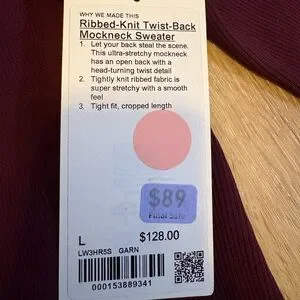 WHY WE MADE THIS
Ribbed-Knit Twist-Back
Mockneck Sweater
1. Let your back steal the scene.
This ultra-stretchy mockneck
has an open back with a
head-turning twist detail
2. Tightly knit ribbed fabric is
super stretchy with a smooth
feel
3. Tight fit, cropped length
$89
Final Sale
L
$128.00
LW3HR5S GARN
000153889341